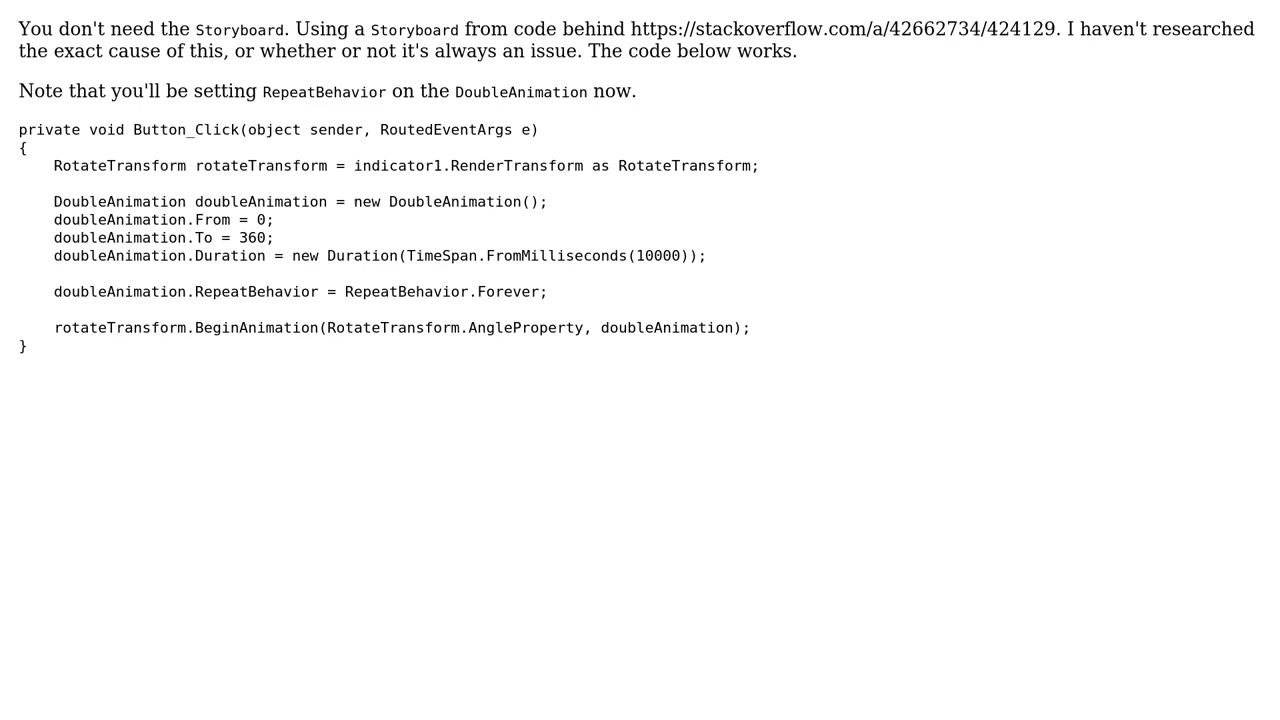 You don't need the Storyboard. Using a Storyboard from code behind https://stackoverflow.com/a/42662734/424129. I haven't researched
the exact cause of this, or whether or not it's always an issue. The code below works.
Note that you'll be setting RepeatBehavior on the DoubleAnimation now.
private void Button_Click(object sender, RoutedEventArgs e)
{
    RotateTransform rotateTransform = indicator1.RenderTransform as RotateTransform;
    DoubleAnimation doubleAnimation = new DoubleAnimation();
    doubleAnimation.From = 0;
    doubleAnimation.To = 360;
    doubleAnimation.Duration = new Duration(TimeSpan.FromMilliseconds(10000));
    doubleAnimation.RepeatBehavior = RepeatBehavior.Forever;
    rotateTransform.BeginAnimation(RotateTransform.AngleProperty, doubleAnimation);
}